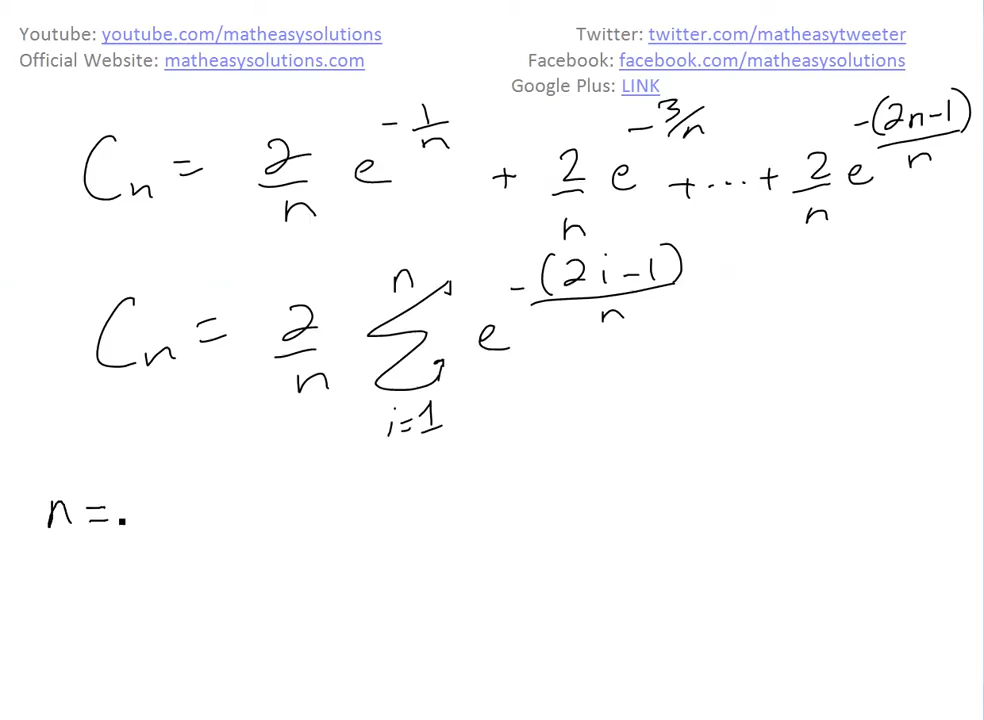 Youtube: youtube.com/matheasysolutions Twitter: twitter.com/matheasytweeter
Official Website: matheasysolutions.com Facebook: facebook.com/matheasysolutions
Google Plus: LINK
Cₙ = 2/n e^(-1/n) + 2/n e^(-3/n) + ... + 2/n e^(-(2n-1)/n)
Cₙ = 2/n Σ_{i=1}^{n} e^(-(2i-1)/n)
n = .